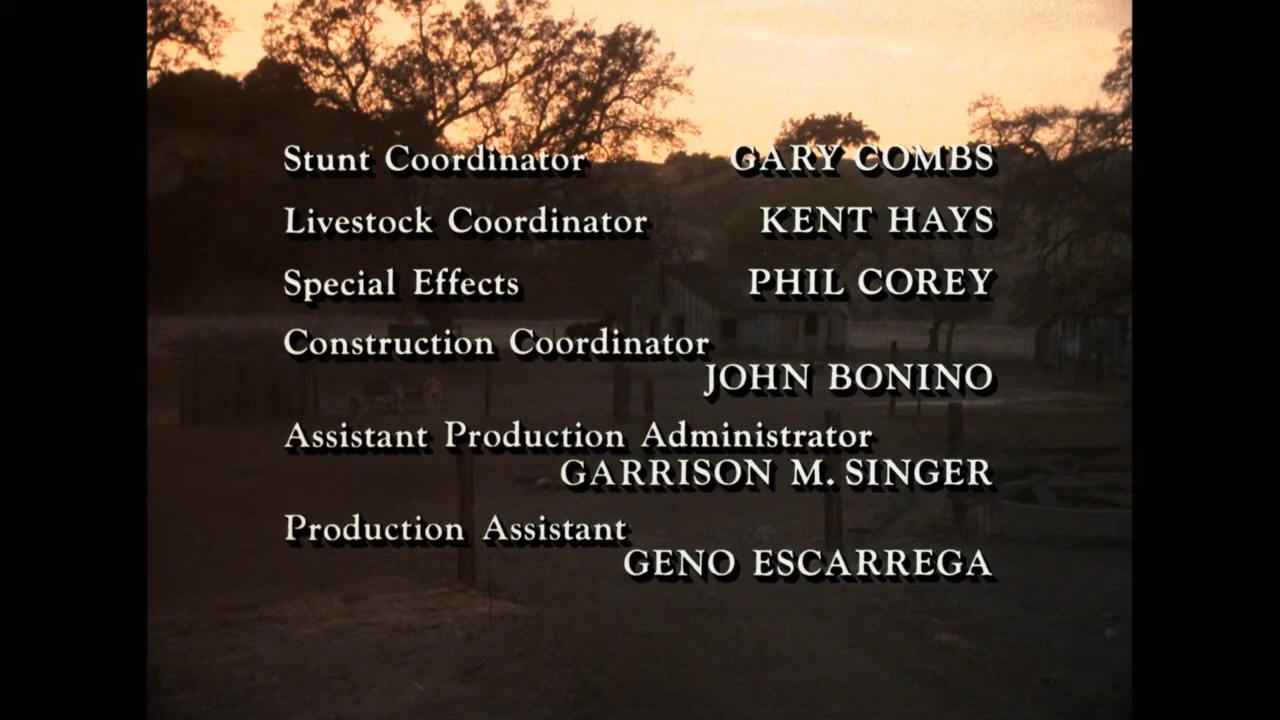 Stunt Coordinator GARY COMBS
Livestock Coordinator KENT HAYS
Special Effects PHIL COREY
Construction Coordinator
JOHN BONINO
Assistant Production Administrator
GARRISON M. SINGER
Production Assistant
GENO ESCARREGA